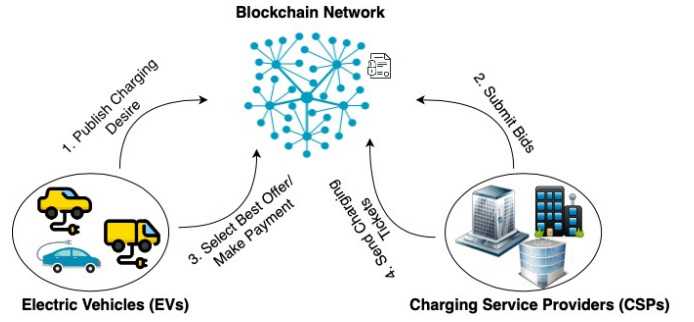 Blockchain Network
1. Publish Charging
Desire
2. Submit Bids
3. Select Best Offer/
Make Payment
4. Send Charging
Tickets
Electric Vehicles (EVs)
Charging Service Providers (CSPs)